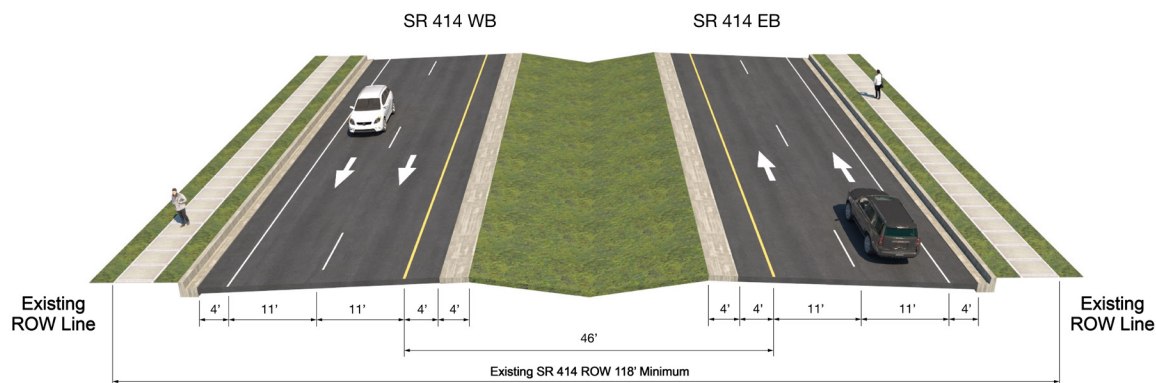 SR 414 WB
SR 414 EB
Existing
ROW Line
4' 11' 11' 4' 4'
4' 4' 11' 11' 4'
Existing
ROW Line
46'
Existing SR 414 ROW 118' Minimum